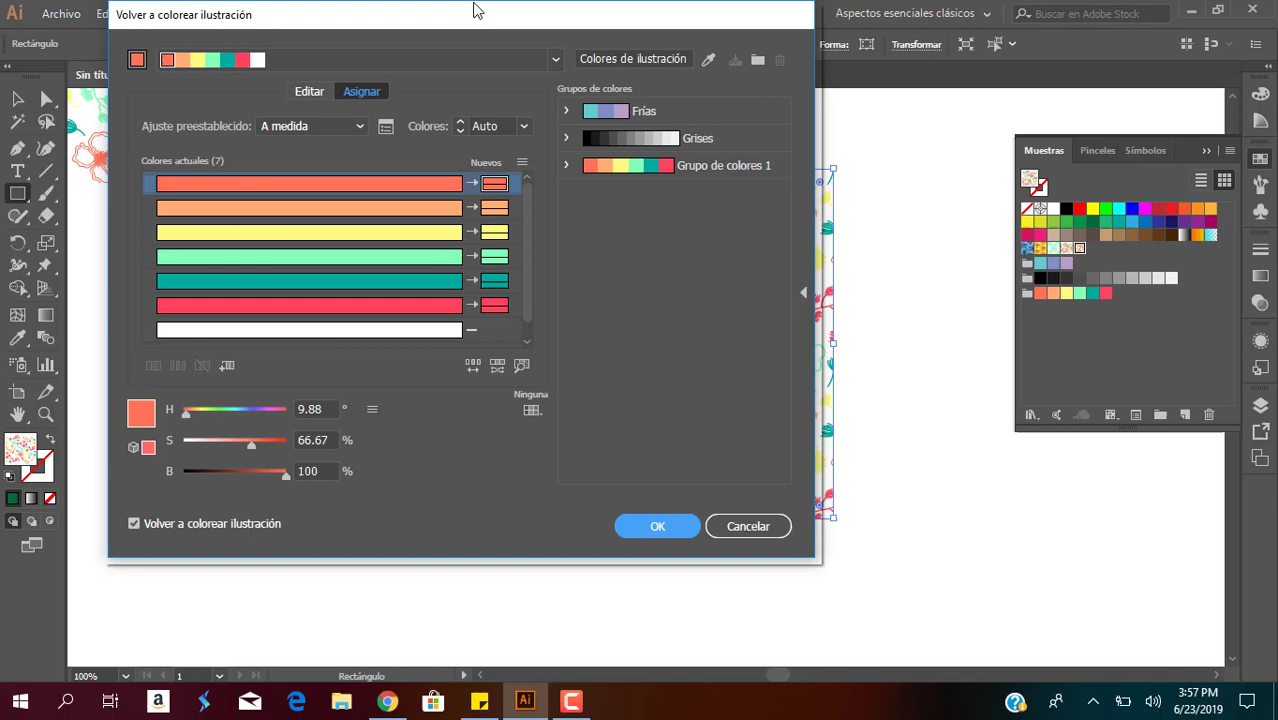 Ai Archivo Ed
Volver a colorear ilustración
Aspectos esenciales clásicos
Buscar en Adobe Stock
Rectángulo
Forma:
Transformar
Colores de ilustración
Sin títu
Editar
Asignar
Grupos de colores
Frías
Ajuste preestablecido: A medida
Colores: Auto
Grises
Colores actuales (7)
Nuevos
Grupo de colores 1
Muestras
Pinceles
Símbolos
Ninguna
H 9.88 °
S 66.67 %
B 100 %
Volver a colorear ilustración
OK
Cancelar
100%
1
Rectángulo
a
Ai
C
3:57 PM
6/23/2019